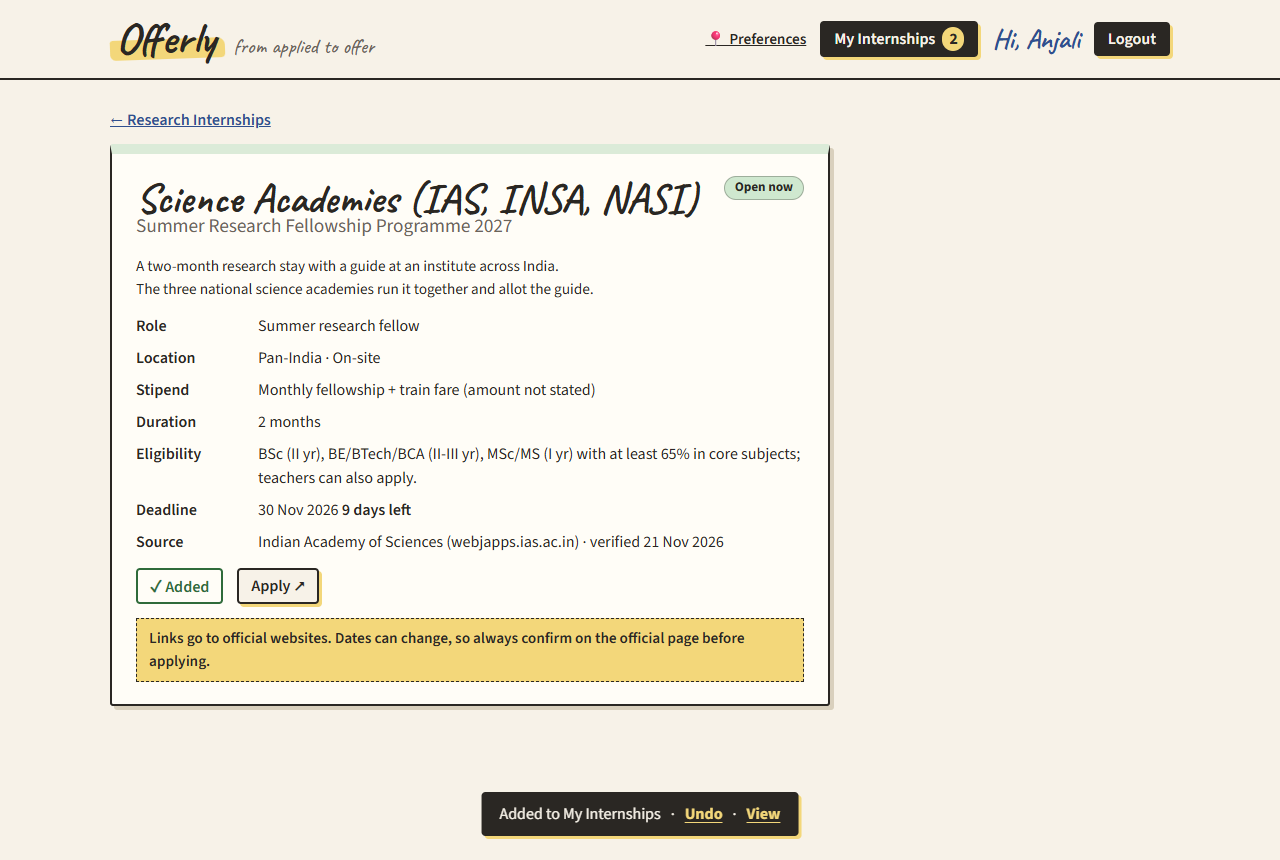 Offerly from applied to offer
📍 Preferences
My Internships 2
Hi, Anjali
Logout
← Research Internships
Science Academies (IAS, INSA, NASI)
Open now
Summer Research Fellowship Programme 2027
A two-month research stay with a guide at an institute across India.
The three national science academies run it together and allot the guide.
Role Summer research fellow
Location Pan-India · On-site
Stipend Monthly fellowship + train fare (amount not stated)
Duration 2 months
Eligibility BSc (II yr), BE/BTech/BCA (II-III yr), MSc/MS (I yr) with at least 65% in core subjects;
teachers can also apply.
Deadline 30 Nov 2026 9 days left
Source Indian Academy of Sciences (webjapps.ias.ac.in) · verified 21 Nov 2026
✓ Added
Apply ↗
Links go to official websites. Dates can change, so always confirm on the official page before
applying.
Added to My Internships · Undo · View